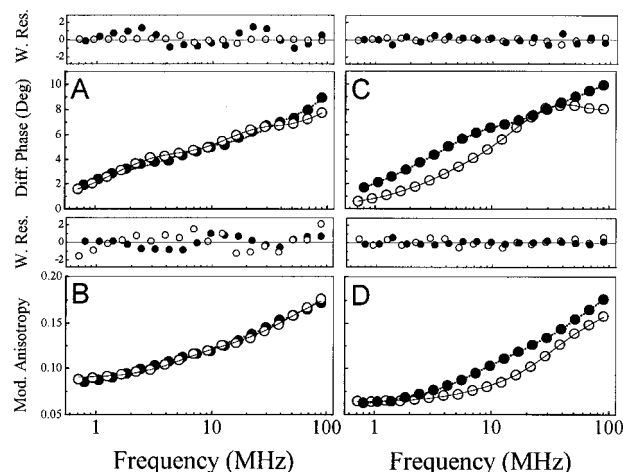 W. Res.
2
0
-2
Diff. Phase (Deg)
10
8
6
4
2
0
A
C
W. Res.
2
0
-2
Mod. Anisotropy
0.20
0.15
0.10
0.05
B
D
1 10 100 1 10 100
Frequency (MHz) Frequency (MHz)